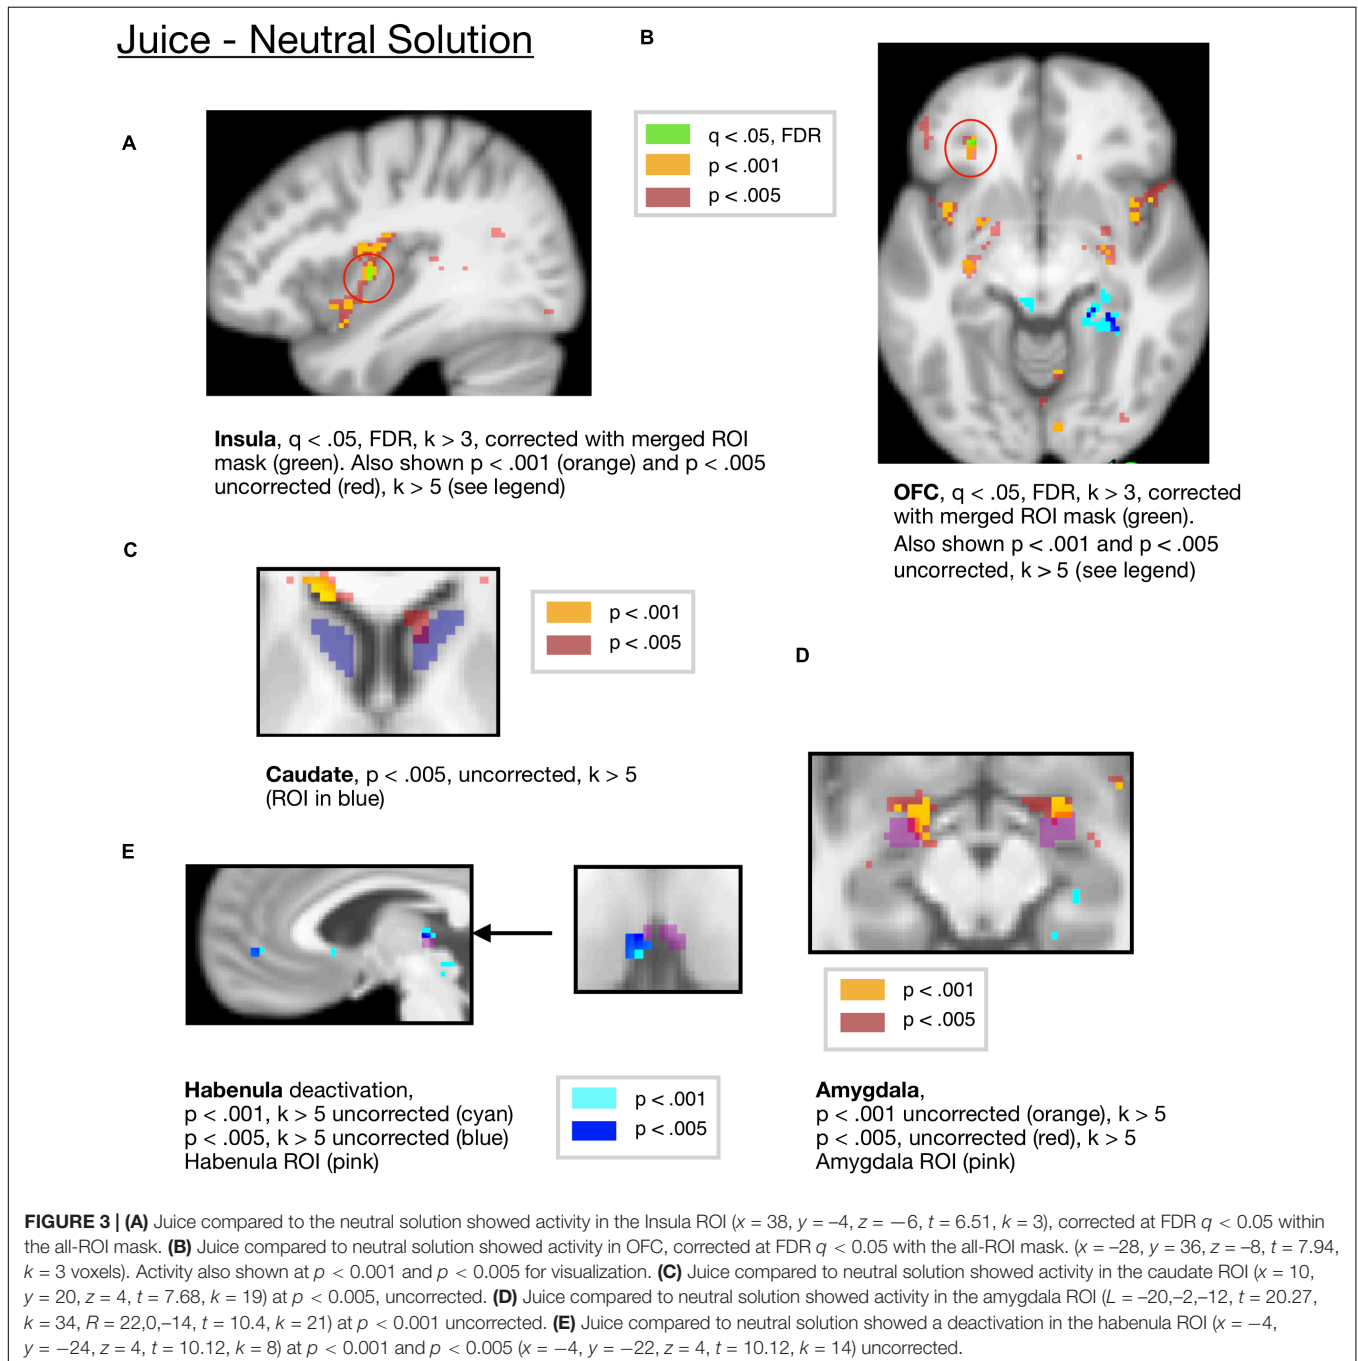 Juice - Neutral Solution
A
B
q < .05, FDR
p < .001
p < .005
Insula, q < .05, FDR, k > 3, corrected with merged ROI
mask (green). Also shown p < .001 (orange) and p < .005
uncorrected (red), k > 5 (see legend)
OFC, q < .05, FDR, k > 3, corrected
with merged ROI mask (green).
Also shown p < .001 and p < .005
uncorrected, k > 5 (see legend)
C
p < .001
p < .005
Caudate, p < .005, uncorrected, k > 5
(ROI in blue)
D
p < .001
p < .005
Amygdala,
p < .001 uncorrected (orange), k > 5
p < .005, uncorrected (red), k > 5
Amygdala ROI (pink)
E
Habenula deactivation,
p < .001, k > 5 uncorrected (cyan)
p < .005, k > 5 uncorrected (blue)
Habenula ROI (pink)
p < .001
p < .005
FIGURE 3 | (A) Juice compared to the neutral solution showed activity in the Insula ROI (x = 38, y = –4, z = −6, t = 6.51, k = 3), corrected at FDR q < 0.05 within
the all-ROI mask. (B) Juice compared to neutral solution showed activity in OFC, corrected at FDR q < 0.05 with the all-ROI mask. (x = –28, y = 36, z = –8, t = 7.94,
k = 3 voxels). Activity also shown at p < 0.001 and p < 0.005 for visualization. (C) Juice compared to neutral solution showed activity in the caudate ROI (x = 10,
y = 20, z = 4, t = 7.68, k = 19) at p < 0.005, uncorrected. (D) Juice compared to neutral solution showed activity in the amygdala ROI (L = –20,–2,–12, t = 20.27,
k = 34, R = 22,0,–14, t = 10.4, k = 21) at p < 0.001 uncorrected. (E) Juice compared to neutral solution showed a deactivation in the habenula ROI (x = −4,
y = −24, z = 4, t = 10.12, k = 8) at p < 0.001 and p < 0.005 (x = −4, y = −22, z = 4, t = 10.12, k = 14) uncorrected.